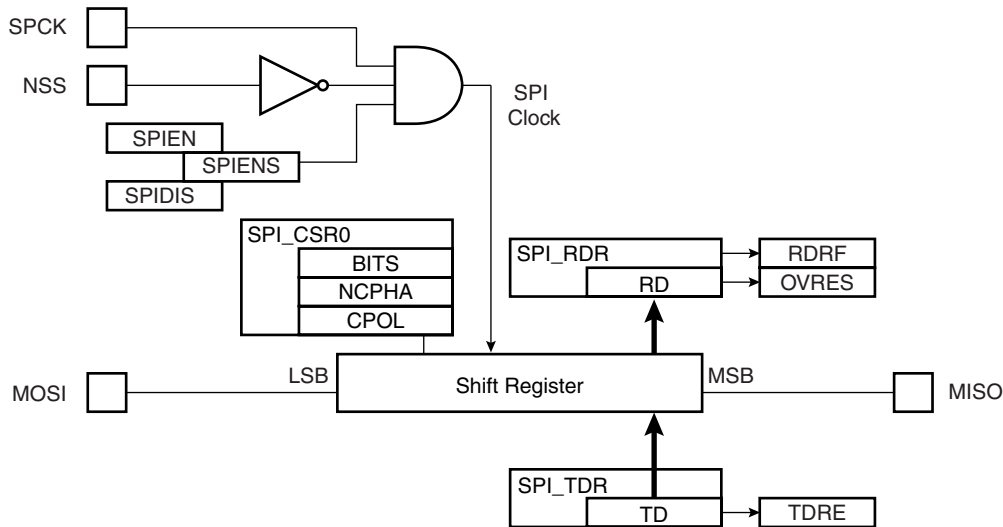 SPCK
NSS
SPI
Clock
SPIEN
SPIENS
SPIDIS
SPI_CSR0
BITS
NCPHA
CPOL
SPI_RDR
RD
RDRF
OVRES
MOSI
LSB
Shift Register
MSB
MISO
SPI_TDR
TD
TDRE